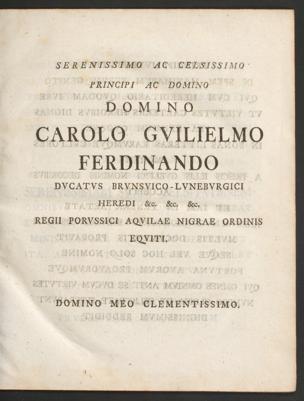 SERENISSIMO AC CELSISSIMO
PRINCIPI AC DOMINO
DOMINO
CAROLO GVILIELMO
FERDINANDO
DVCATVS BRVNSVICO-LVNEBVRGICI
HEREDI &c. &c. &c.
REGII PORVSSICI AQVILAE NIGRAE ORDINIS
EQVITI.
DOMINO MEO CLEMENTISSIMO.